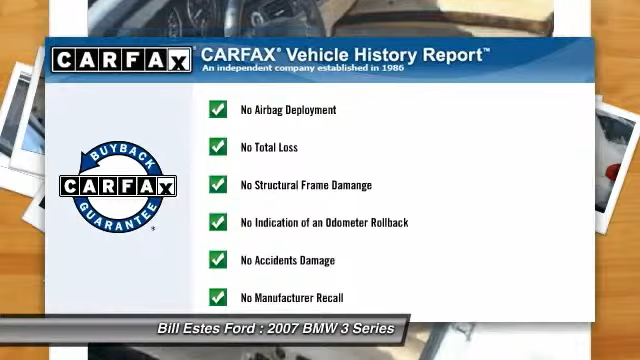 CARFAX® CARFAX® Vehicle History Report™
An independent company established in 1986
No Airbag Deployment
No Total Loss
BUYBACK
CARFAX
GUARANTEE®
No Structural Frame Damange
No Indication of an Odometer Rollback
No Accidents Damage
No Manufacturer Recall
Bill Estes Ford : 2007 BMW 3 Series